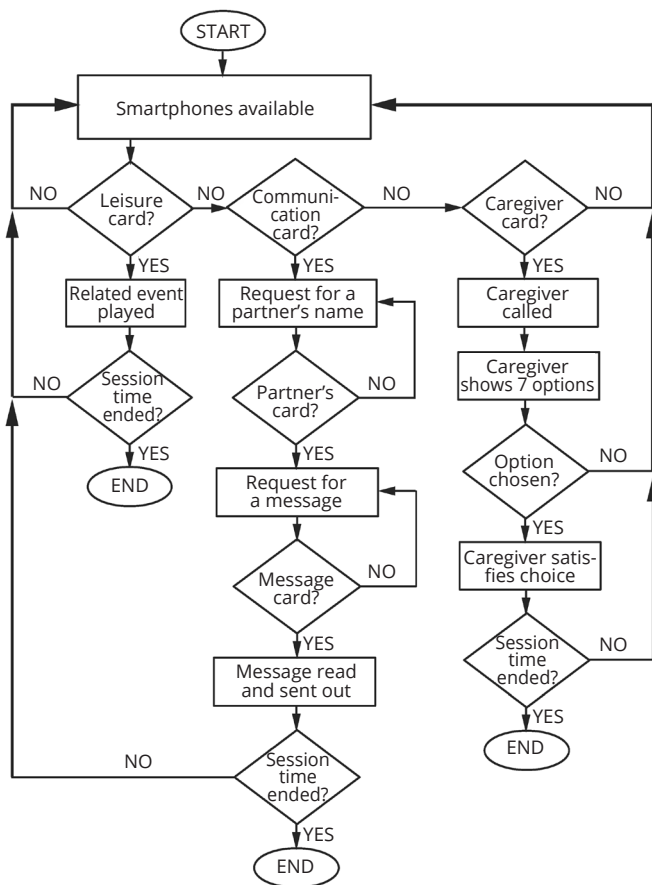 START
Smartphones available
NO
Leisure
card?
NO
Communi-
cation
card?
NO
Caregiver
card?
NO
YES
YES
YES
Related event
played
Request for a
partner’s name
Caregiver
called
Caregiver
shows 7 options
NO
Session
time
ended?
Partner’s
card?
NO
YES
YES
END
Request for
a message
Option
chosen?
NO
YES
Message
card?
NO
Caregiver satis-
fies choice
YES
Message read
and sent out
Session
time
ended?
NO
YES
END
NO
Session
time
ended?
YES
END